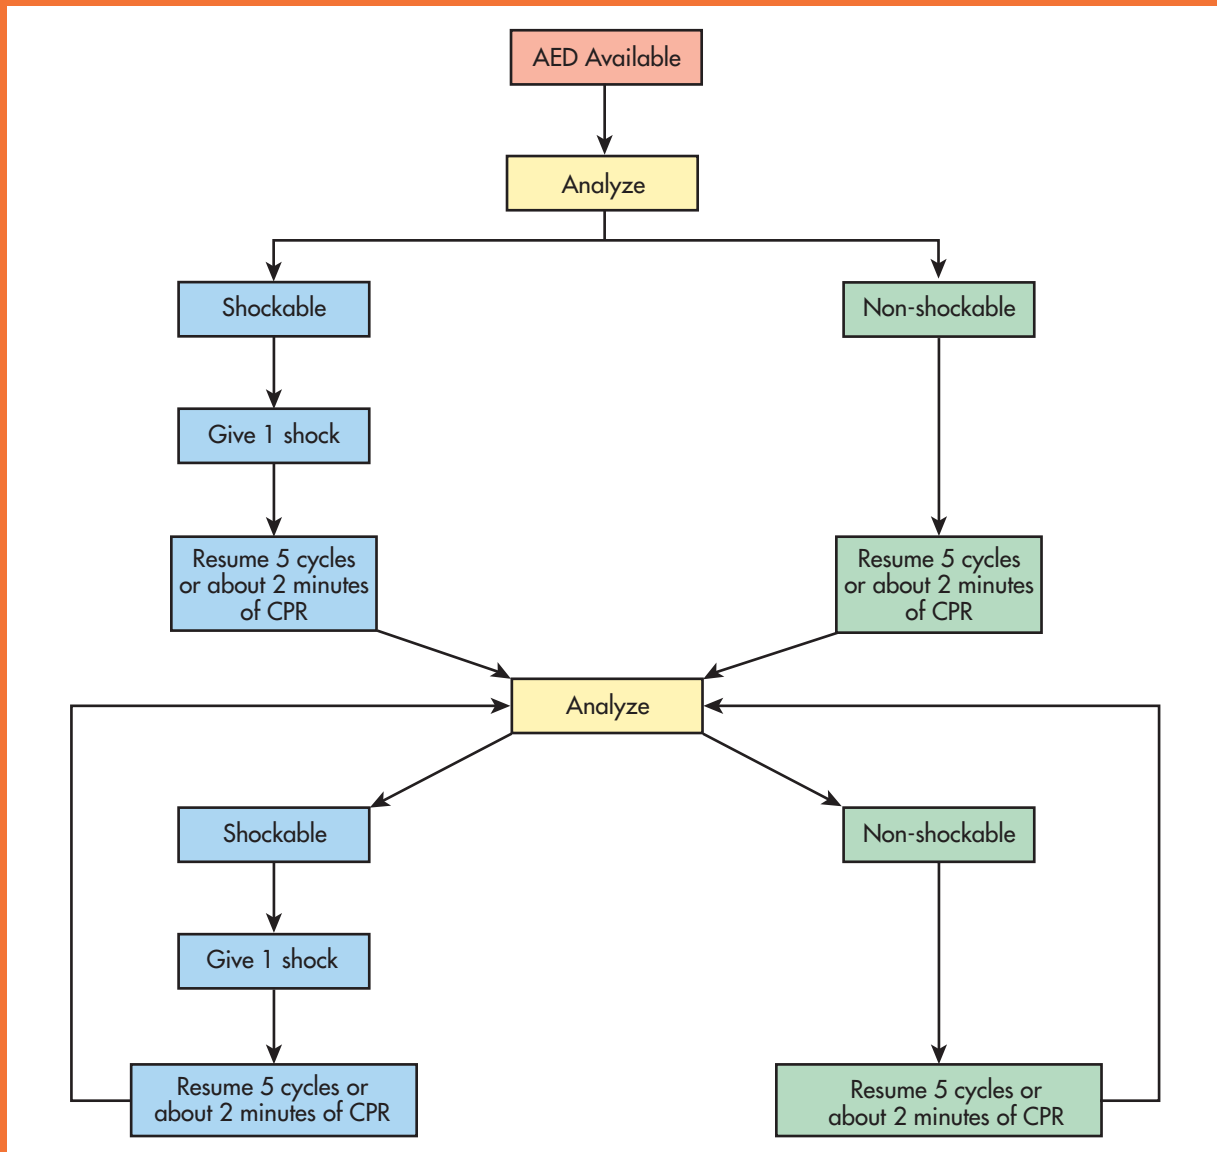 AED Available
Analyze
Shockable
Non-shockable
Give 1 shock
Resume 5 cycles
or about 2 minutes
of CPR
Resume 5 cycles
or about 2 minutes
of CPR
Analyze
Shockable
Non-shockable
Give 1 shock
Resume 5 cycles or
about 2 minutes of CPR
Resume 5 cycles or
about 2 minutes of CPR